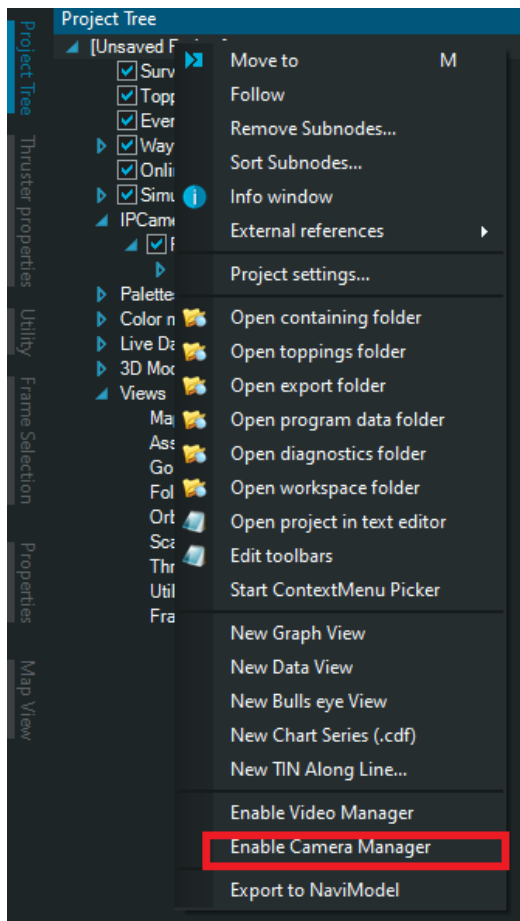 Project Tree
[Unsaved
Surv
Topp
Ever
Way
Onli
Simu
IPCame
Palette
Color m
Live Da
3D Mod
Views
Ma
Ass
Go
Fol
Orb
Sca
Thr
Util
Fra
Move to M
Follow
Remove Subnodes...
Sort Subnodes...
Info window
External references
Project settings...
Open containing folder
Open toppings folder
Open export folder
Open program data folder
Open diagnostics folder
Open workspace folder
Open project in text editor
Edit toolbars
Start ContextMenu Picker
New Graph View
New Data View
New Bulls eye View
New Chart Series (.cdf)
New TIN Along Line...
Enable Video Manager
Enable Camera Manager
Export to NaviModel
Project Tree
Thruster properties
Utility
Frame Selection
Properties
Map View